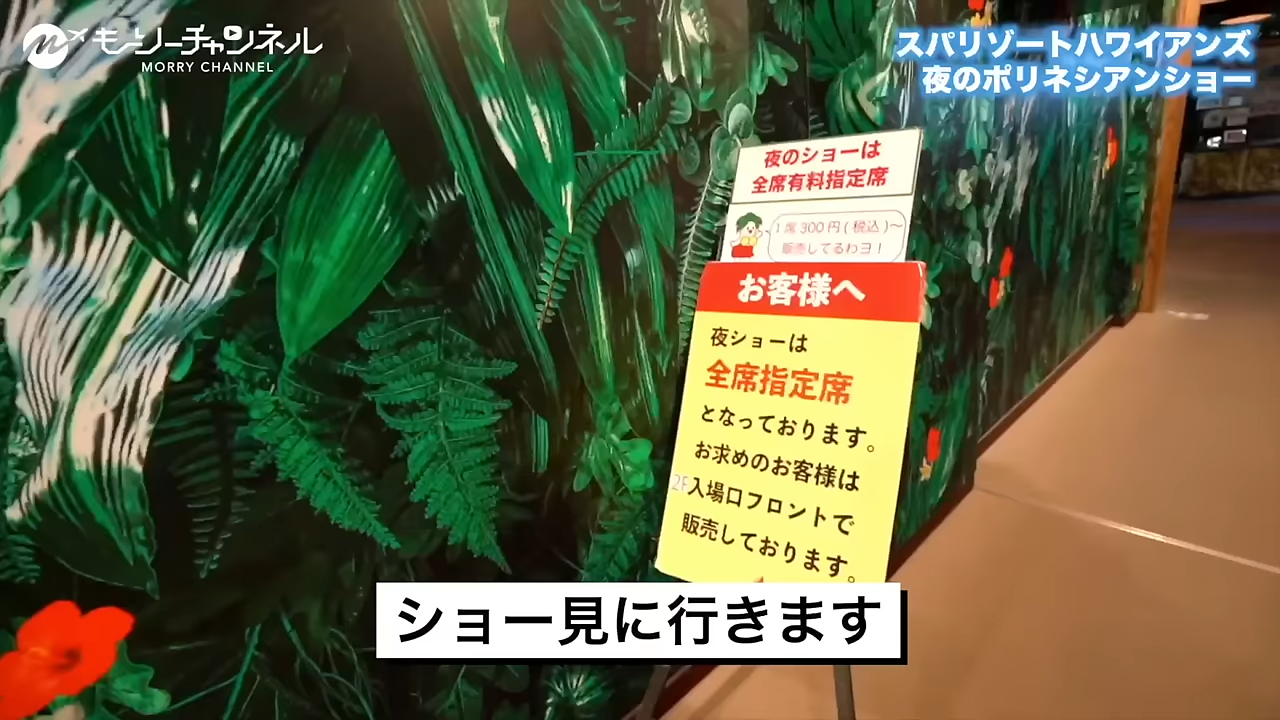 モーリーチャンネル
MORRY CHANNEL
スパリゾートハワイアンズ
夜のポリネシアンショー
夜のショーは
全席有料指定席
1席300円(税込)〜
販売してるわヨ！
お客様へ
夜ショーは
全席指定席
となっております。
お求めのお客様は
2F入場口フロントで
販売しております。
ショー見に行きます